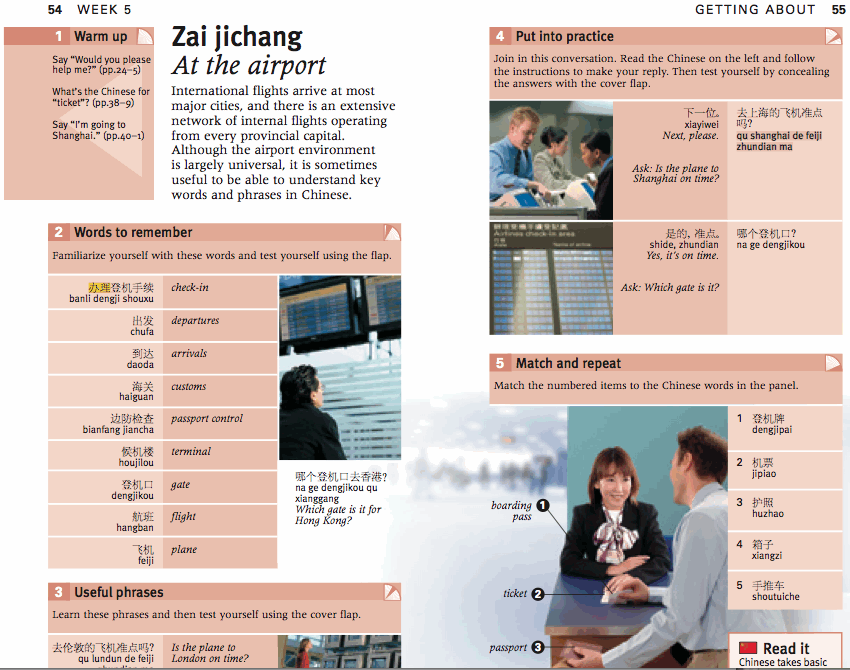 54 WEEK 5
1 Warm up
Say “Would you please
help me?” (pp.24–5)
What's the Chinese for
“ticket”? (pp.38–9)
Say “I'm going to
Shanghai.” (pp.40–1)
Zai jichang
At the airport
International flights arrive at most
major cities, and there is an extensive
network of internal flights operating
from every provincial capital.
Although the airport environment
is largely universal, it is sometimes
useful to be able to understand key
words and phrases in Chinese.
2 Words to remember
Familiarize yourself with these words and test yourself using the flap.
办理登机手续
banli dengji shouxu
check-in
出发
chufa
departures
到达
daoda
arrivals
海关
haiguan
customs
边防检查
bianfang jiancha
passport control
候机楼
houjilou
terminal
登机口
dengjikou
gate
航班
hangban
flight
飞机
feiji
plane
哪个登机口去香港?
na ge dengjikou qu
xianggang
Which gate is it for
Hong Kong?
3 Useful phrases
Learn these phrases and then test yourself using the cover flap.
去伦敦的飞机准点吗?
qu lundun de feiji
Is the plane to
London on time?
GETTING ABOUT 55
4 Put into practice
Join in this conversation. Read the Chinese on the left and follow
the instructions to make your reply. Then test yourself by concealing
the answers with the cover flap.
下一位。
xiayiwei
Next, please.
Ask: Is the plane to
Shanghai on time?
去上海的飞机准点
吗?
qu shanghai de feiji
zhundian ma
Airlines check-in area
是的, 准点。
shide, zhundian
Yes, it's on time.
Ask: Which gate is it?
哪个登机口?
na ge dengjikou
5 Match and repeat
Match the numbered items to the Chinese words in the panel.
boarding
pass 1
ticket 2
passport 3
1 登机牌
dengjipai
2 机票
jipiao
3 护照
huzhao
4 箱子
xiangzi
5 手推车
shoutuiche
Read it
Chinese takes basic